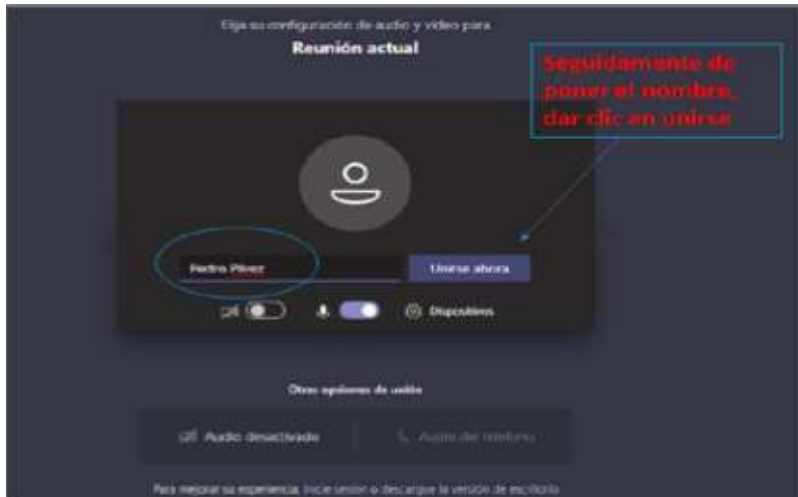 Elija su configuración de audio y vídeo para
Reunión actual
Seguidamente de
poner el nombre,
dar clic en unirse
Pedro Pérez
Unirse ahora
Dispositivos
Otras opciones de unión
Audio desactivado
Audio del teléfono
Para mejorar su experiencia, inicie sesión o descargue la versión de escritorio